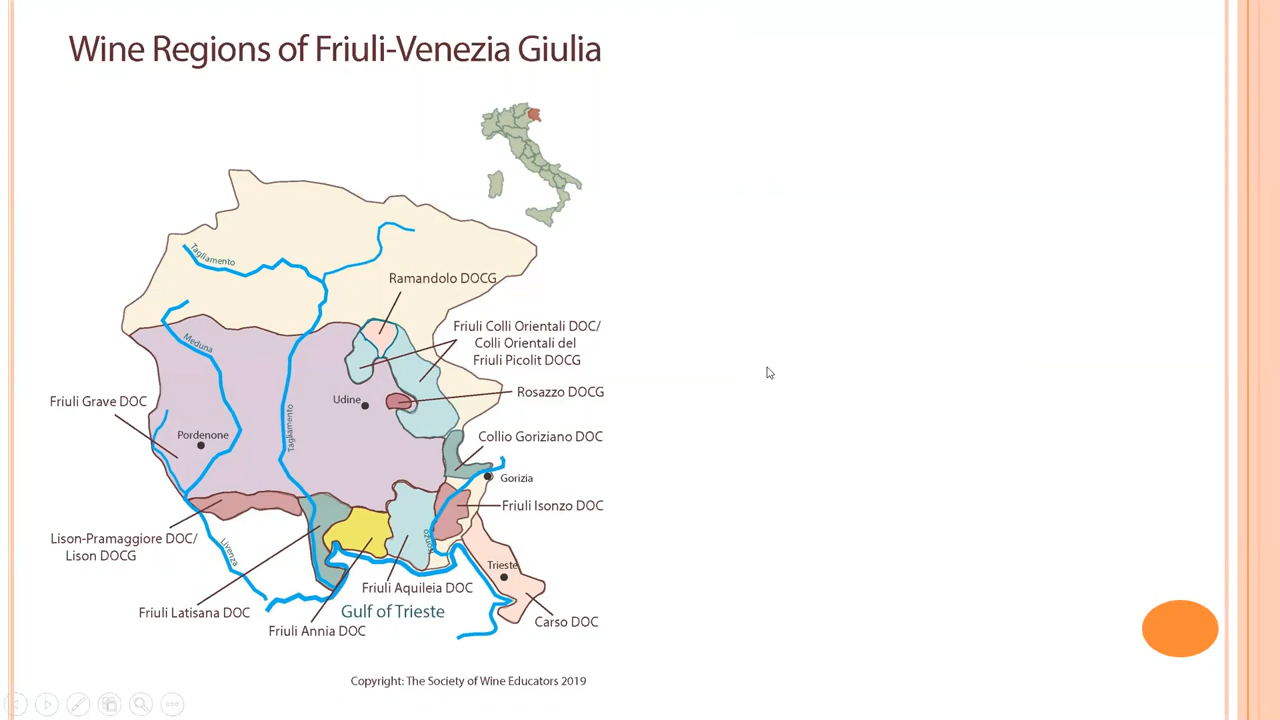 Wine Regions of Friuli-Venezia Giulia
Tagliamento
Ramandolo DOCG
Friuli Colli Orientali DOC/
Colli Orientali del
Friuli Picolit DOCG
Meduna
Rosazzo DOCG
Udine
Friuli Grave DOC
Tagliamento
Pordenone
Collio Goriziano DOC
Gorizia
Friuli Isonzo DOC
Lison-Pramaggiore DOC/
Lison DOCG
Livenza
Isonzo
Trieste
Friuli Aquileia DOC
Friuli Latisana DOC
Gulf of Trieste
Carso DOC
Friuli Annia DOC
Copyright: The Society of Wine Educators 2019